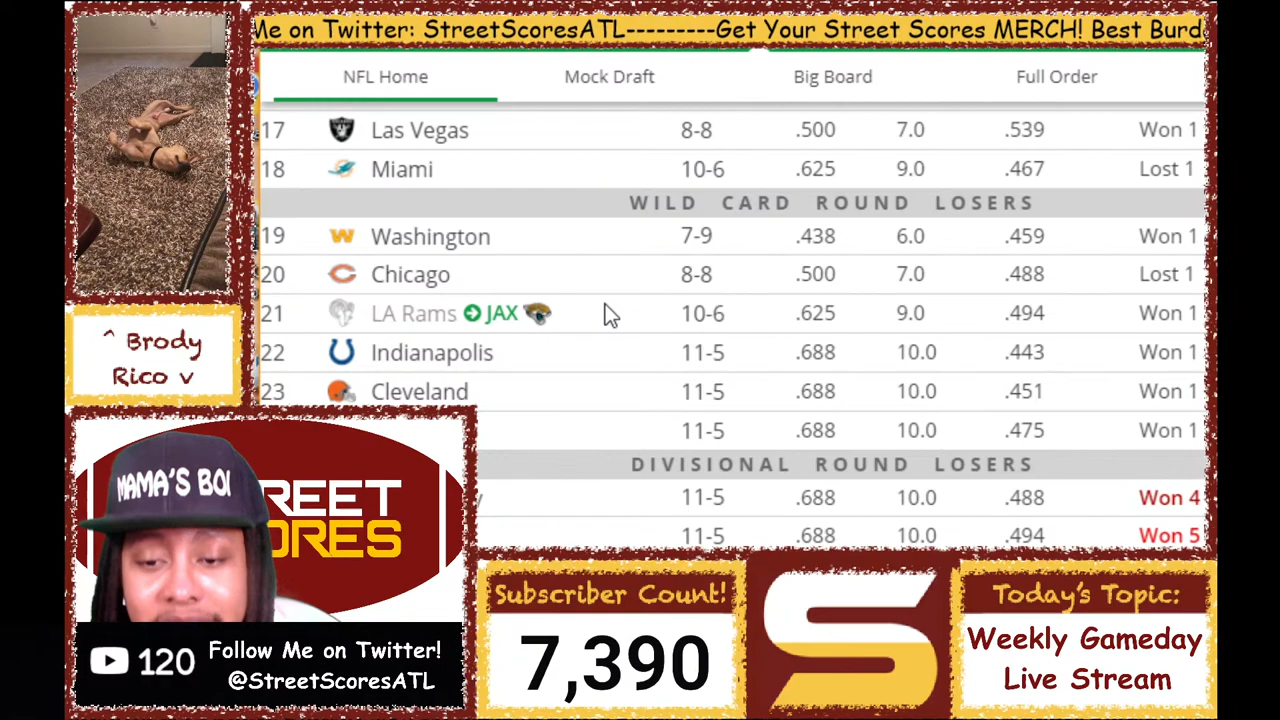 Me on Twitter: StreetScoresATL---------Get Your Street Scores MERCH! Best Burd
NFL Home Mock Draft Big Board Full Order
17 Las Vegas 8-8 .500 7.0 .539 Won 1
18 Miami 10-6 .625 9.0 .467 Lost 1
WILD CARD ROUND LOSERS
19 Washington 7-9 .438 6.0 .459 Won 1
20 Chicago 8-8 .500 7.0 .488 Lost 1
21 LA Rams JAX 10-6 .625 9.0 .494 Won 1
22 Indianapolis 11-5 .688 10.0 .443 Won 1
23 Cleveland 11-5 .688 10.0 .451 Won 1
11-5 .688 10.0 .475 Won 1
DIVISIONAL ROUND LOSERS
11-5 .688 10.0 .488 Won 4
11-5 .688 10.0 .494 Won 5
^ Brody
Rico v
MAMA'S BOI
REET
ORES
120
Follow Me on Twitter!
@StreetScoresATL
Subscriber Count!
7,390
S
Today's Topic:
Weekly Gameday
Live Stream